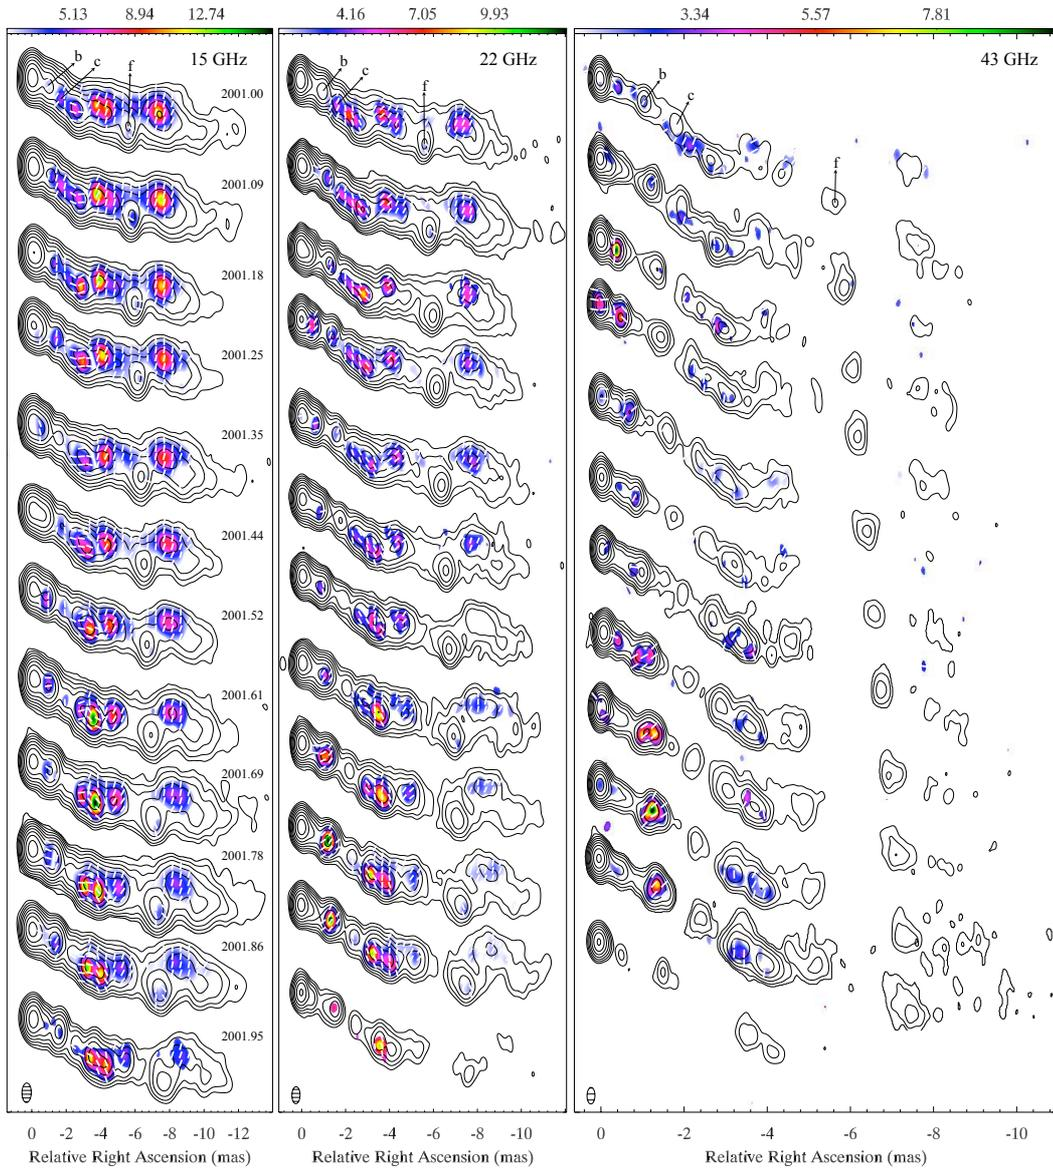 5.13 8.94 12.74 4.16 7.05 9.93 3.34 5.57 7.81
15 GHz 22 GHz 43 GHz
b c f b c f b c f
2001.00
2001.09
2001.18
2001.25
2001.35
2001.44
2001.52
2001.61
2001.69
2001.78
2001.86
2001.95
0 -2 -4 -6 -8 -10 -12 0 -2 -4 -6 -8 -10 0 -2 -4 -6 -8 -10
Relative Right Ascension (mas) Relative Right Ascension (mas) Relative Right Ascension (mas)